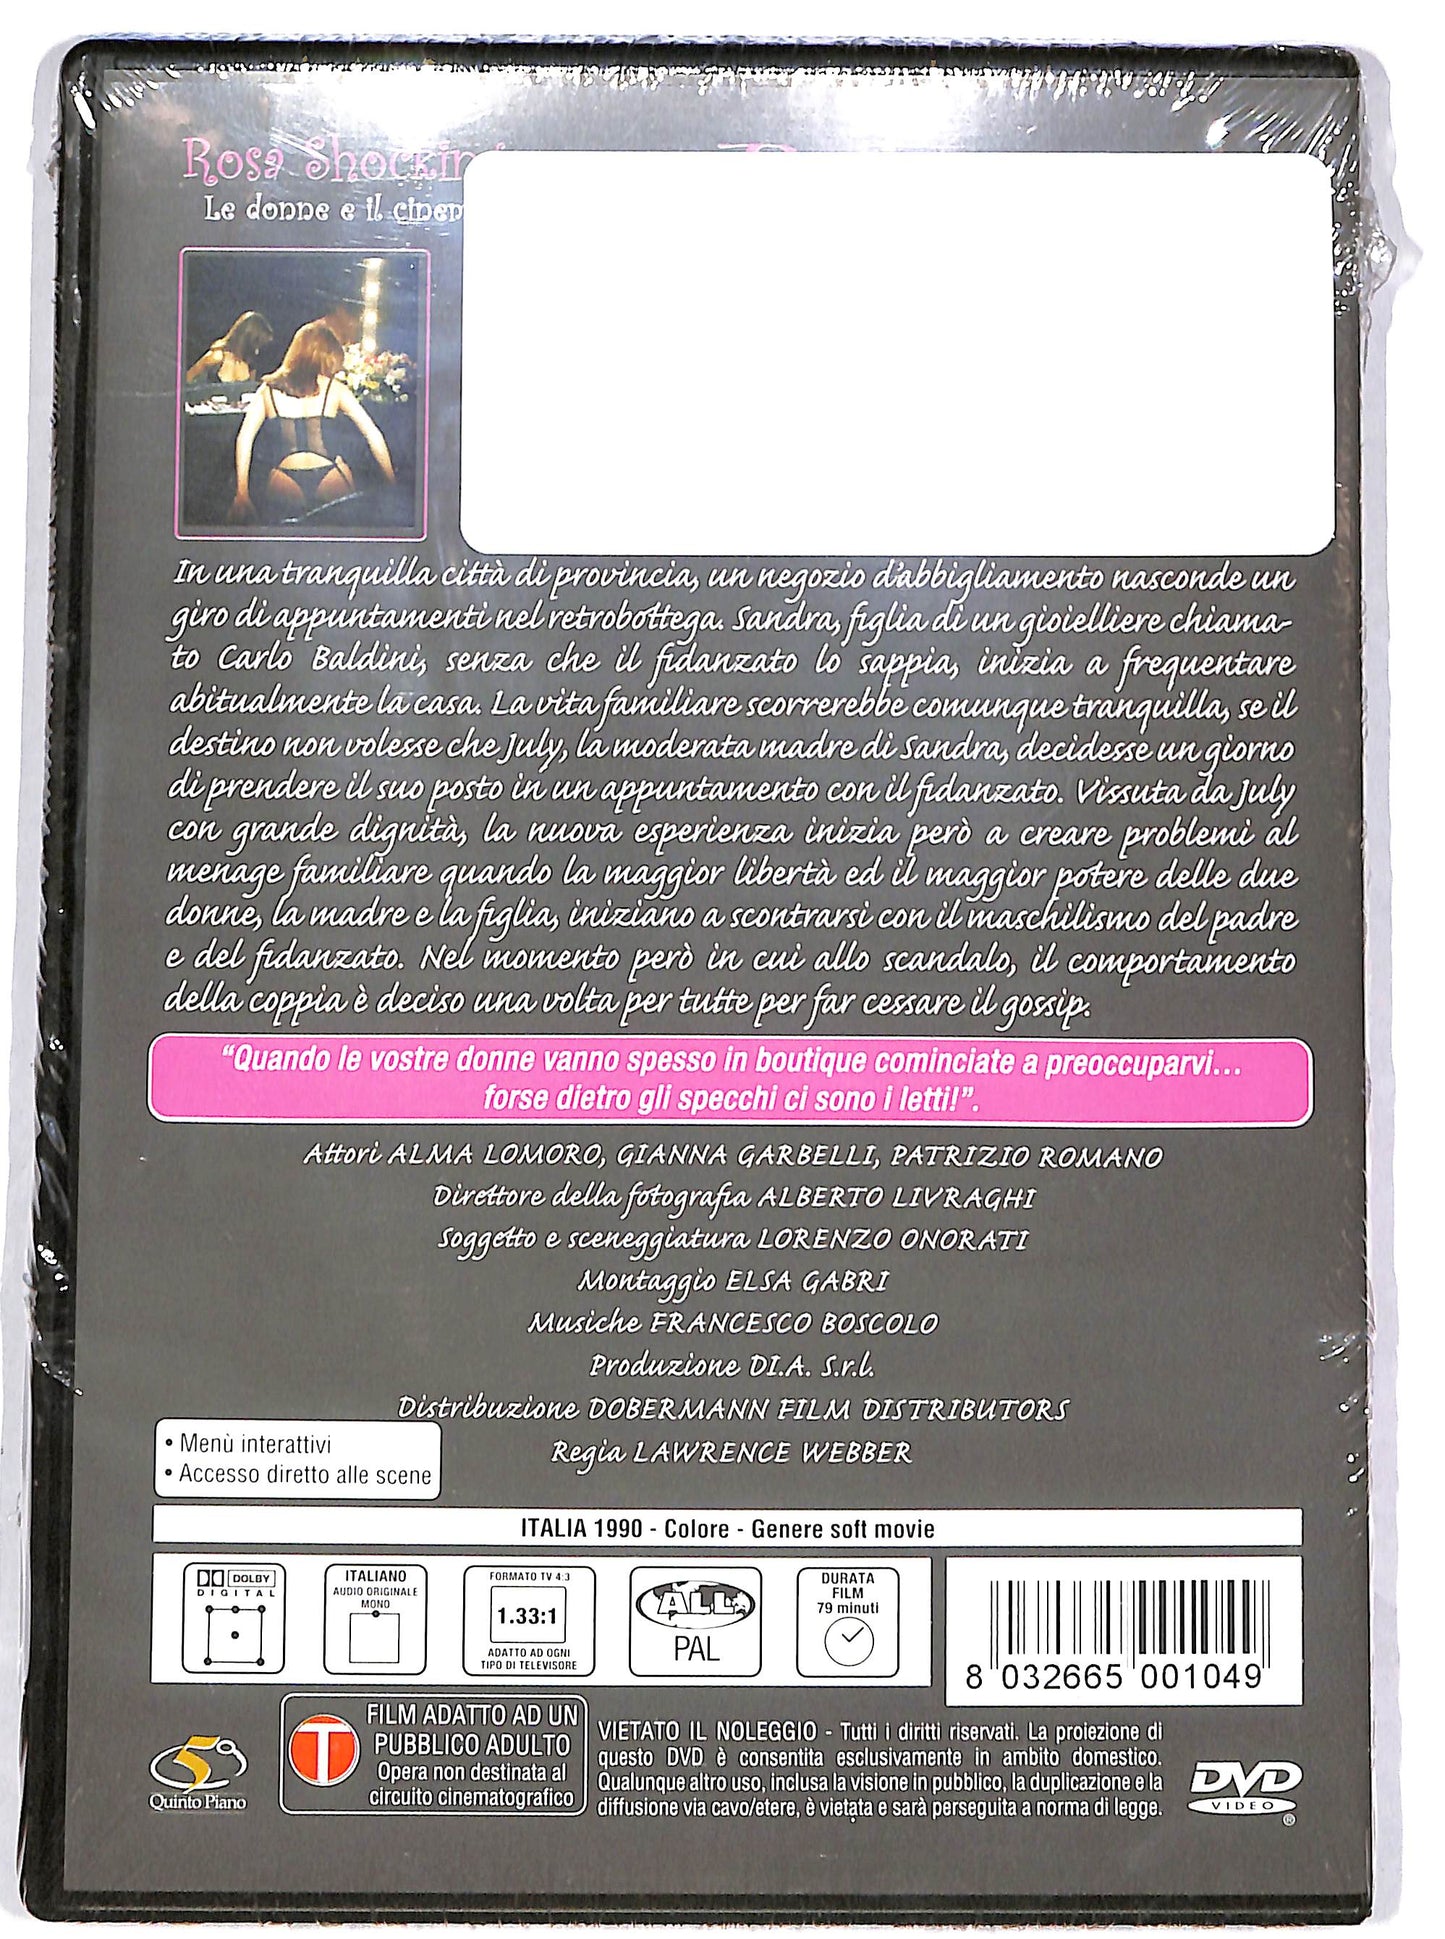 Rosa
Le donne e il
In una tranquilla città di provincia, un negozio d'abbigliamento nasconde un
giro di appuntamenti nel retrobottega. Sandra, figlia di un gioielliere chiama-
to Carlo Baldini, senza che il fidanzato lo sappia, inizia a frequentare
abitualmente la casa. La vita familiare scorrerebbe comunque tranquilla, se il
destino non volesse che July, la moderata madre di Sandra, decidesse un giorno
di prendere il suo posto in un appuntamento con il fidanzato. Vissuta da July
con grande dignità, la nuova esperienza inizia però a creare problemi al
menage familiare quando la maggior libertà ed il maggior potere delle due
donne, la madre e la figlia, iniziano a scontrarsi con il maschilismo del padre
e del fidanzato. Nel momento però in cui allo scandalo, il comportamento
della coppia è deciso una volta per tutte per far cessare il gossip.
“Quando le vostre donne vanno spesso in boutique cominciate a preoccuparvi...
forse dietro gli specchi ci sono i letti!”.
Attori ALMA LOMORO, GIANNA GARBELLI, PATRIZIO ROMANO
Direttore della fotografia ALBERTO LIVRAGHI
Soggetto e sceneggiatura LORENZO ONORATI
Montaggio ELSA GABRI
Musiche FRANCESCO BOSCOLO
Produzione DI.A. S.r.l.
Distribuzione DOBERMANN FILM DISTRIBUTORS
Regia LAWRENCE WEBBER
• Menù interattivi
• Accesso diretto alle scene
ITALIA 1990 - Colore - Genere soft movie
DOLBY
DIGITAL
ITALIANO
AUDIO ORIGINALE
MONO
FORMATO TV 4:3
1.33:1
ADATTO AD OGNI
TIPO DI TELEVISORE
ALL
PAL
DURATA
FILM
79 minuti
8 032665 001049
5°
Quinto Piano
T
FILM ADATTO AD UN
PUBBLICO ADULTO
Opera non destinata al
circuito cinematografico
VIETATO IL NOLEGGIO - Tutti i diritti riservati. La proiezione di
questo DVD è consentita esclusivamente in ambito domestico.
Qualunque altro uso, inclusa la visione in pubblico, la duplicazione e la
diffusione via cavo/etere, è vietata e sarà perseguita a norma di legge.
DVD
VIDEO
®